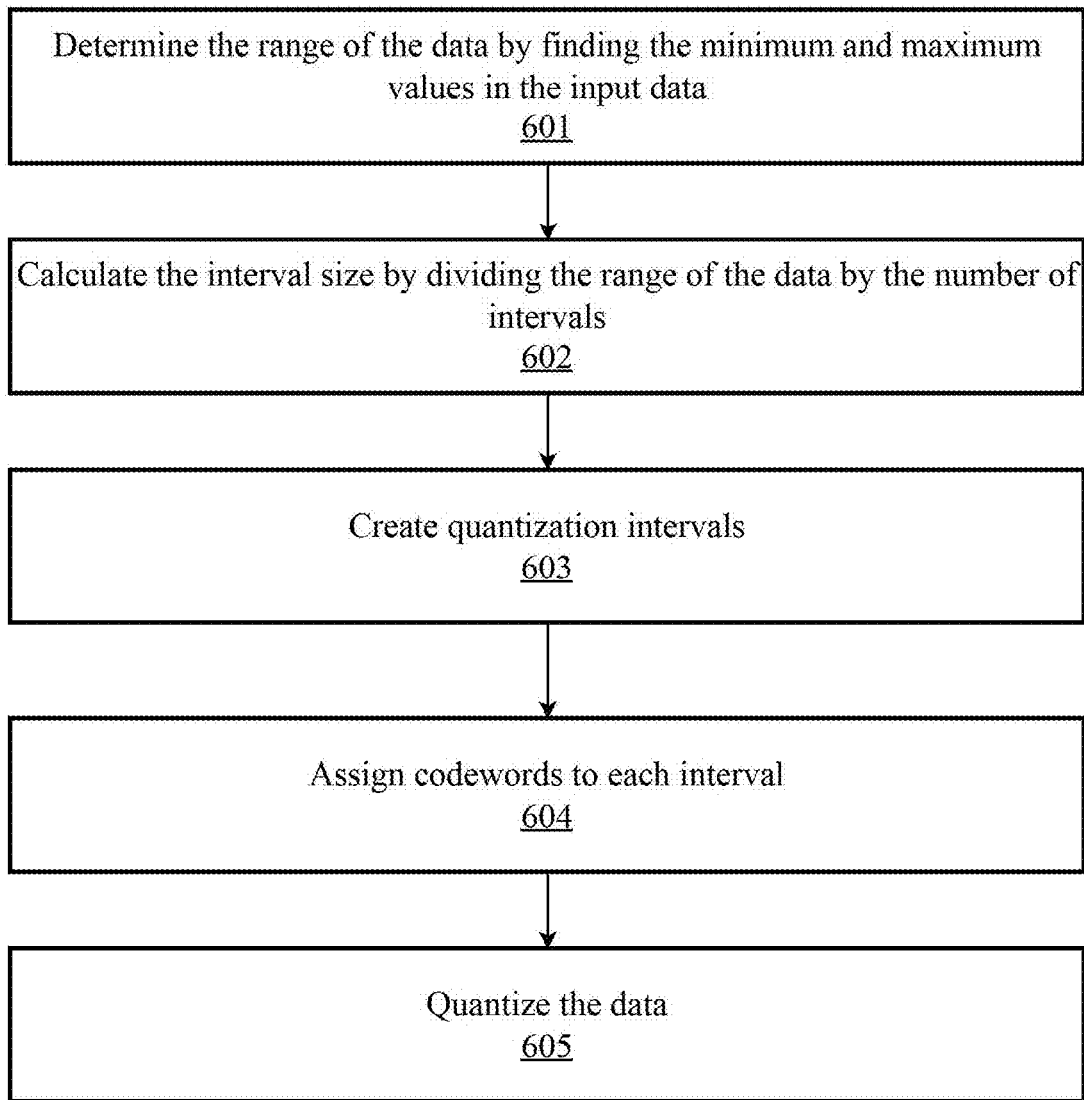 Determine the range of the data by finding the minimum and maximum
values in the input data
601
Calculate the interval size by dividing the range of the data by the number of
intervals
602
Create quantization intervals
603
Assign codewords to each interval
604
Quantize the data
605